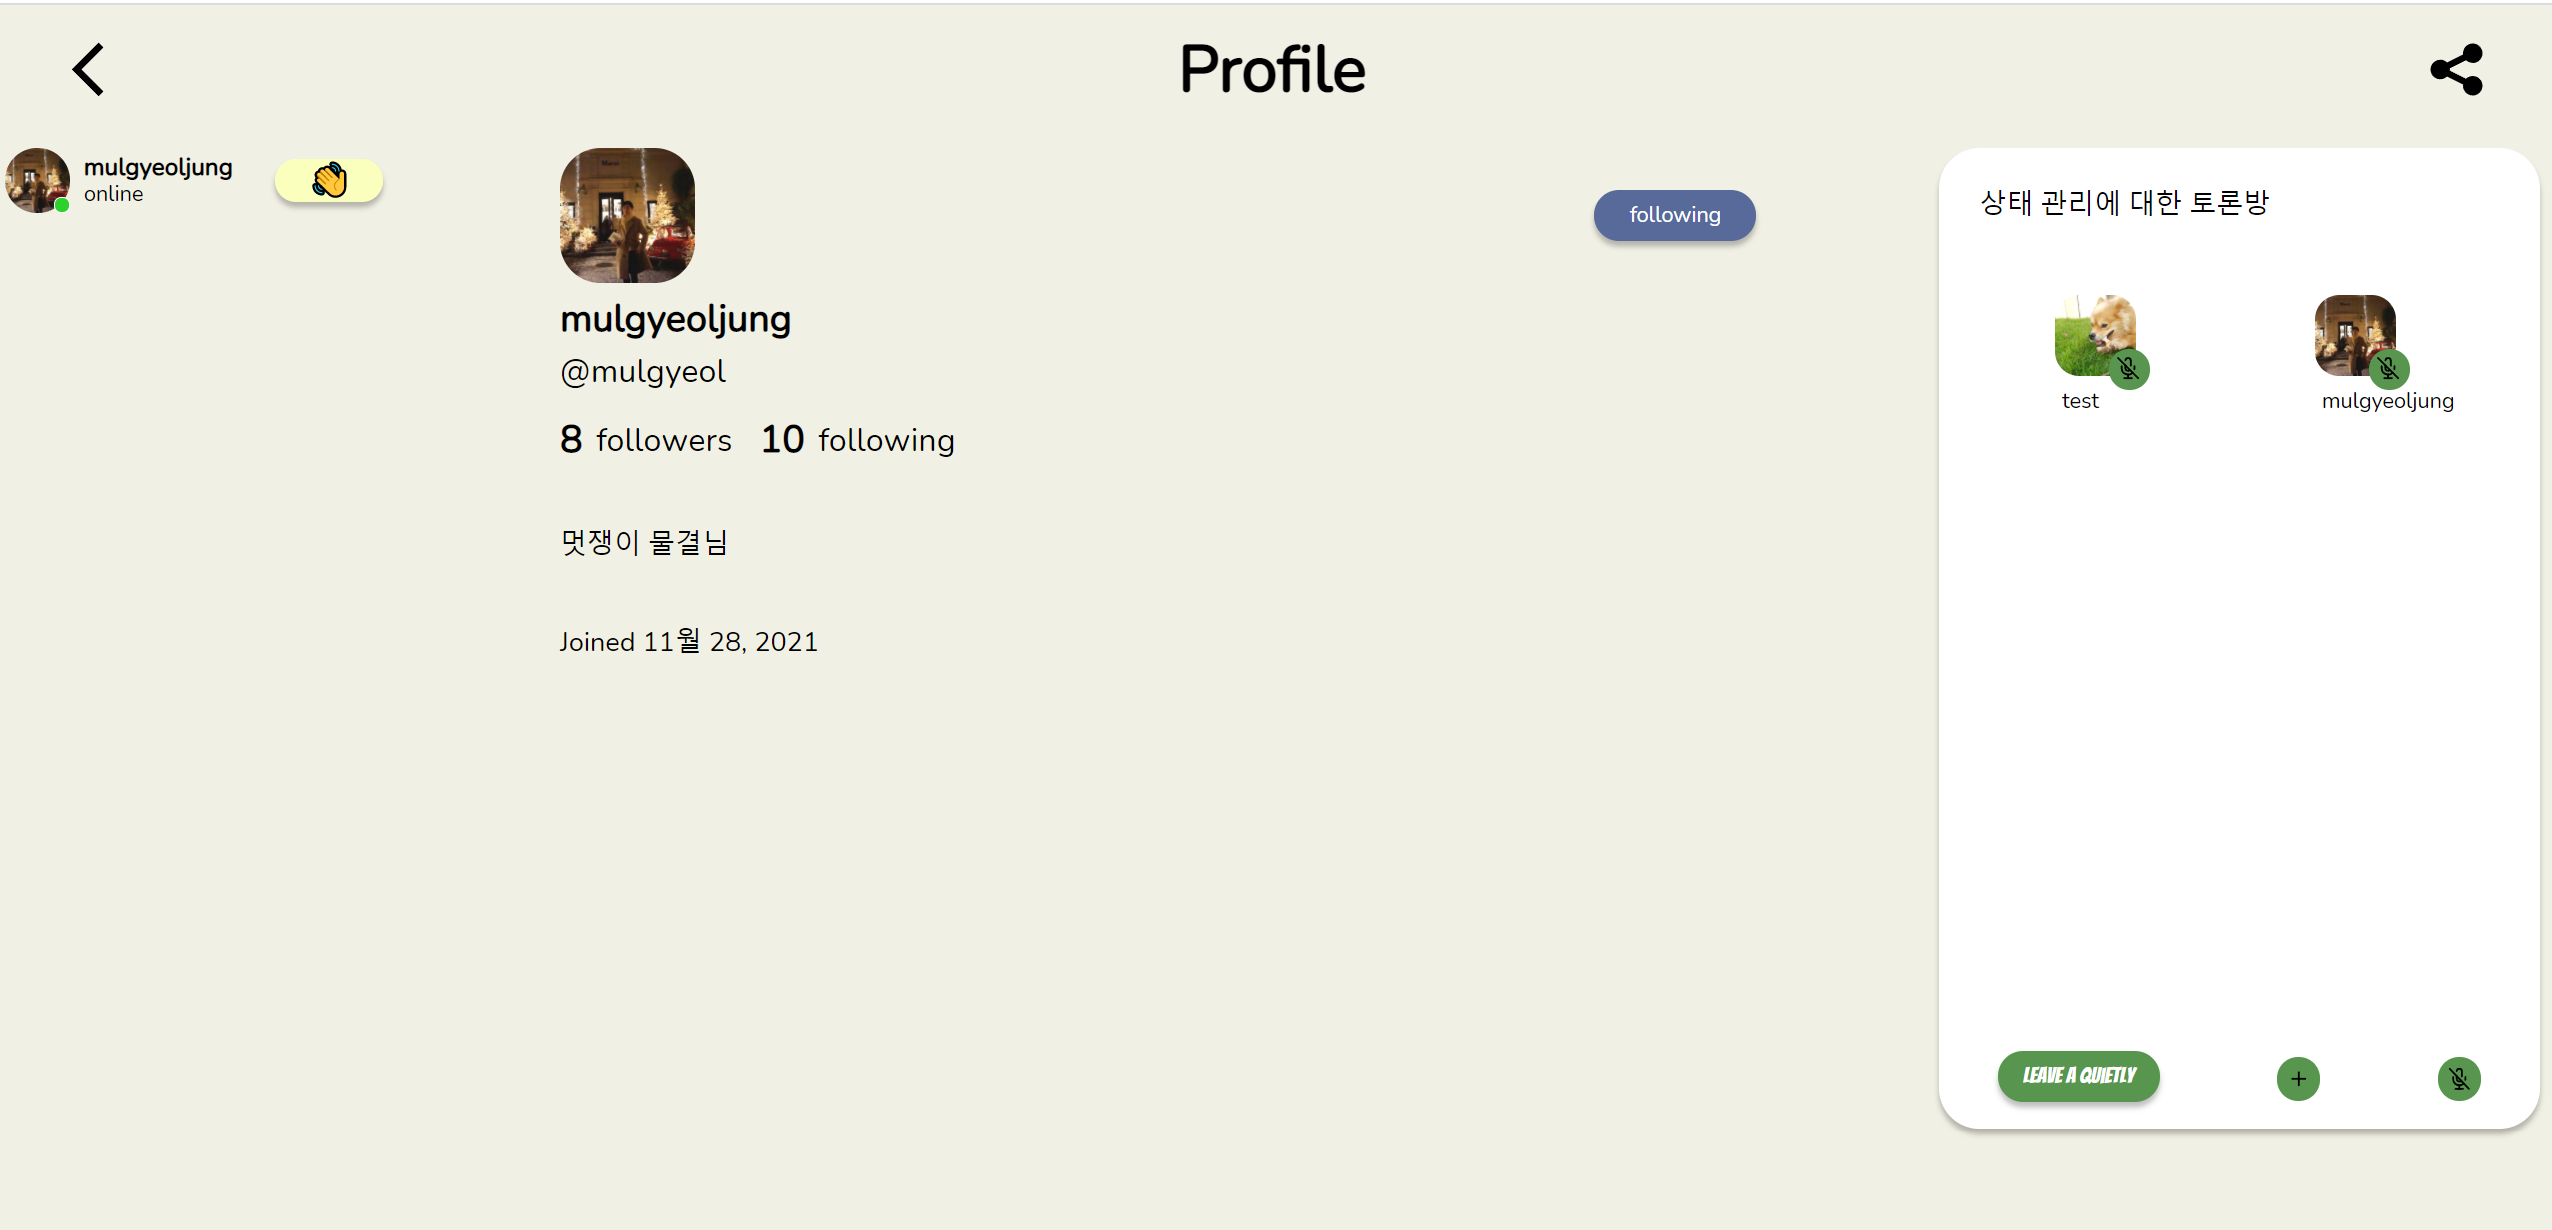 Profile
mulgyeoljung
online
mulgyeoljung
@mulgyeol
8 followers 10 following
멋쟁이 물결님
Joined 11월 28, 2021
following
상태 관리에 대한 토론방
test
mulgyeoljung
LEAVE A QUIETLY
+